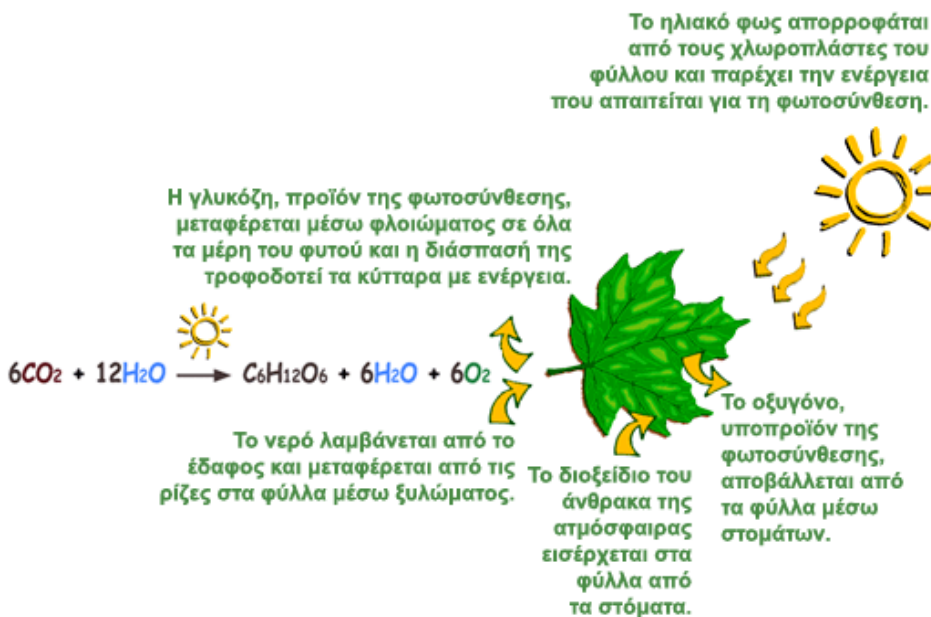 Το ηλιακό φως απορροφάται
από τους χλωροπλάστες του
φύλλου και παρέχει την ενέργεια
που απαιτείται για τη φωτοσύνθεση.
Η γλυκόζη, προϊόν της φωτοσύνθεσης,
μεταφέρεται μέσω φλοιώματος σε όλα
τα μέρη του φυτού και η διάσπασή της
τροφοδοτεί τα κύτταρα με ενέργεια.
6CO₂ + 12H₂O ⟶ C₆H₁₂O₆ + 6H₂O + 6O₂
Το νερό λαμβάνεται από το
έδαφος και μεταφέρεται από τις
ρίζες στα φύλλα μέσω ξυλώματος.
Το διοξείδιο του
άνθρακα της
ατμόσφαιρας
εισέρχεται στα
φύλλα από
τα στόματα.
Το οξυγόνο,
υποπροϊόν της
φωτοσύνθεσης,
αποβάλλεται από
τα φύλλα μέσω
στομάτων.